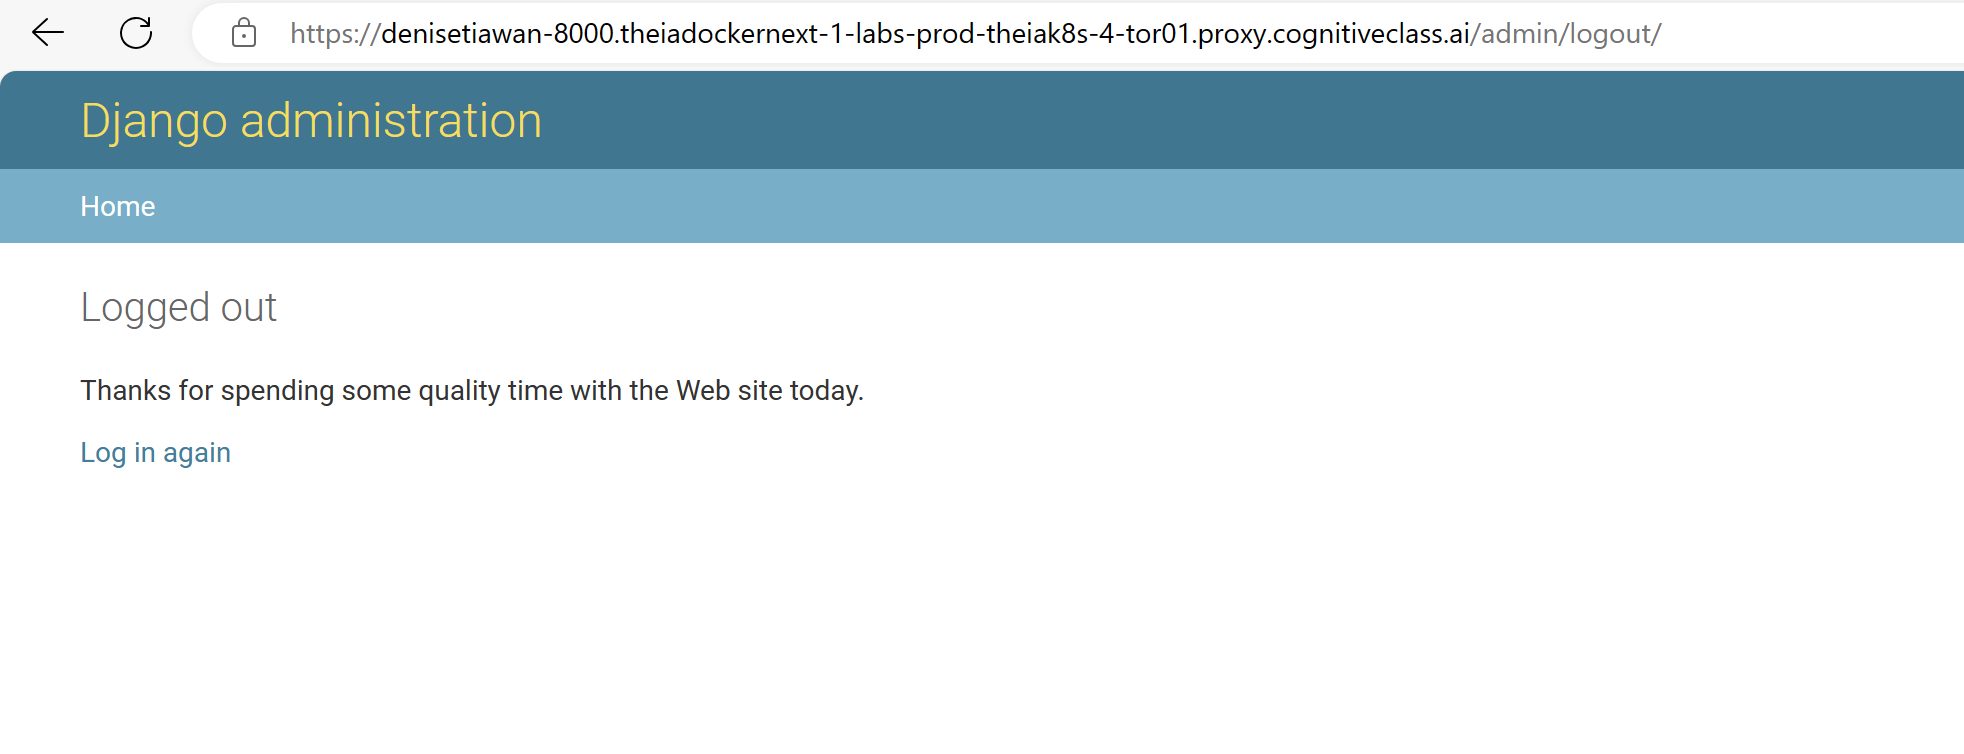 https://denisetiawan-8000.theiadockernext-1-labs-prod-theiak8s-4-tor01.proxy.cognitiveclass.ai/admin/logout/
Django administration
Home
Logged out
Thanks for spending some quality time with the Web site today.
Log in again